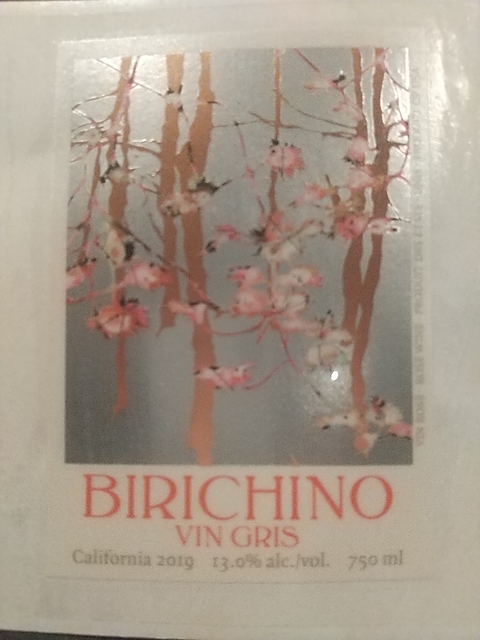 BIRICHINO
VIN GRIS
California 2019 13.0% alc./vol. 750 ml